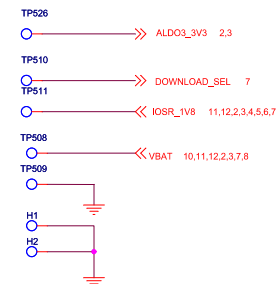 TP526
ALDO3_3V3 2,3
TP510
DOWNLOAD_SEL 7
TP511
IOSR_1V8 11,12,2,3,4,5,6,7
TP508
VBAT 10,11,12,2,3,7,8
TP509
H1
H2